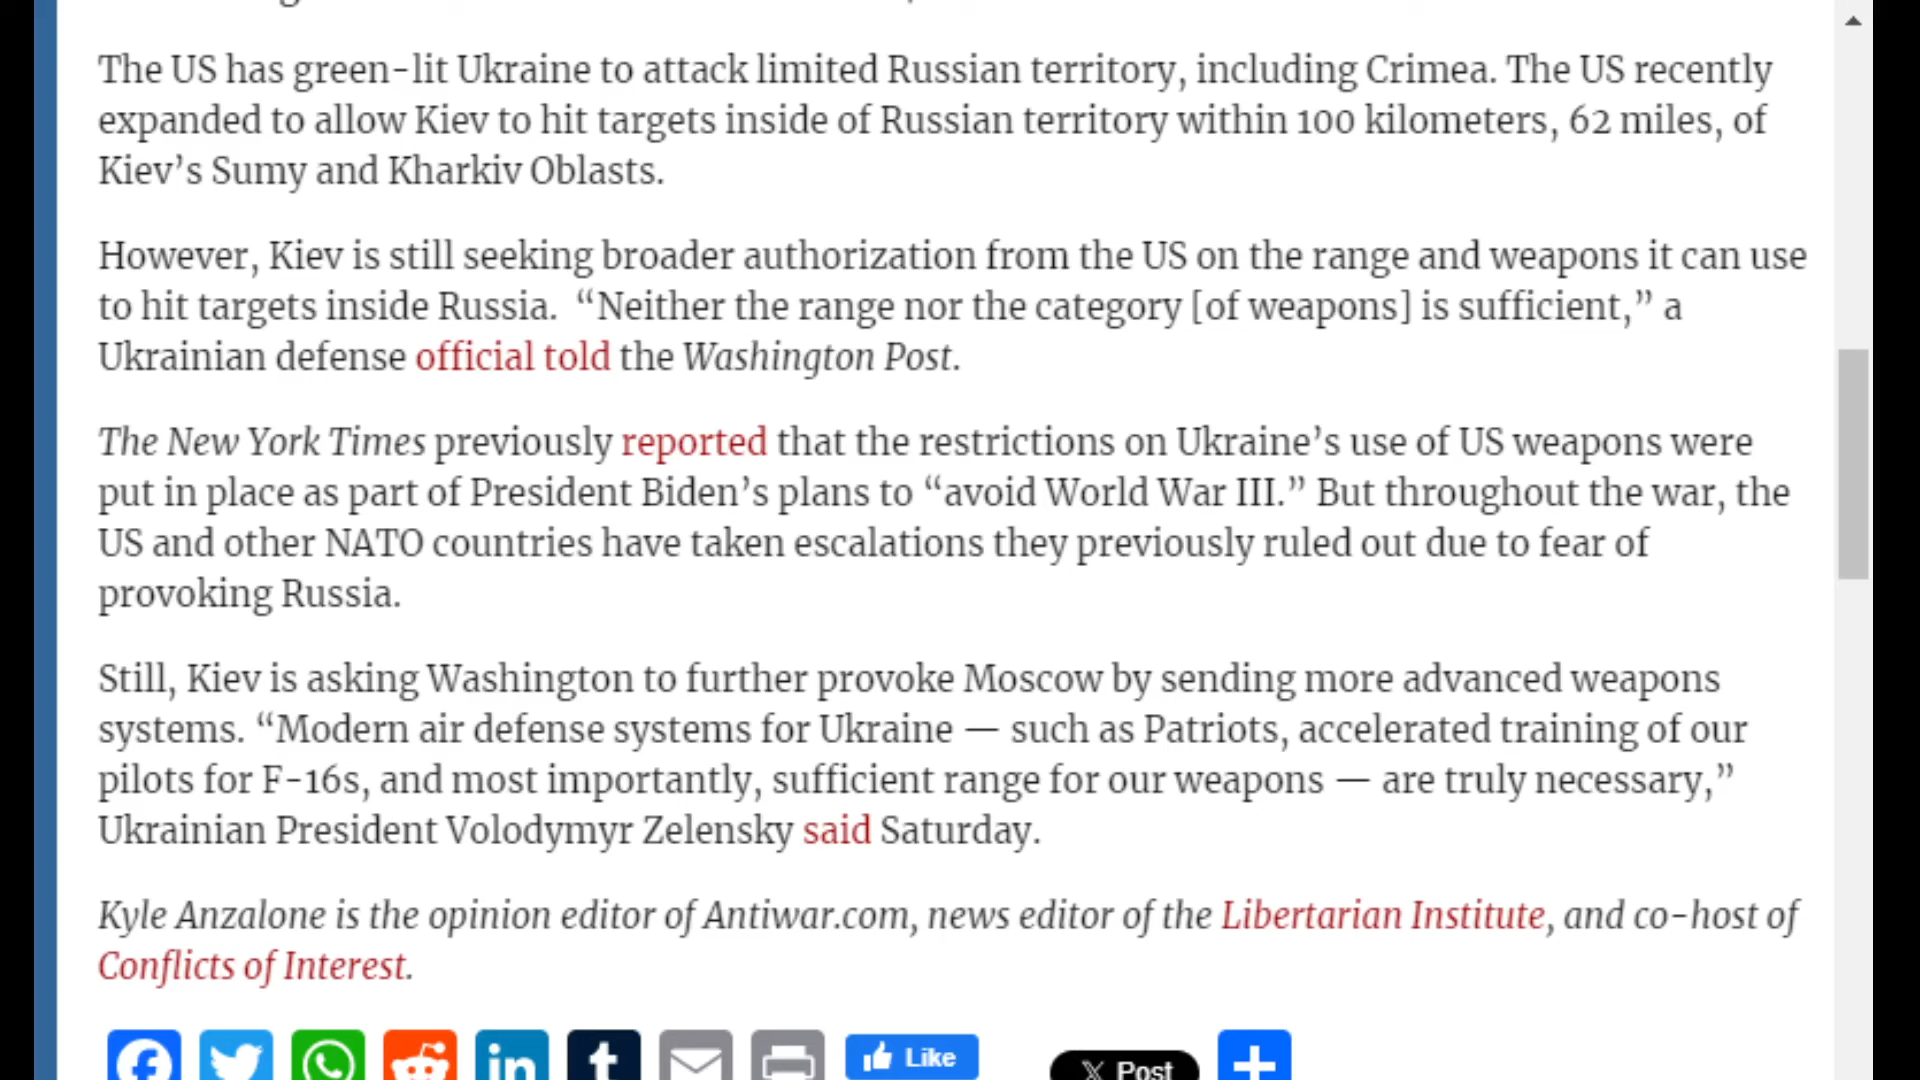 The US has green-lit Ukraine to attack limited Russian territory, including Crimea. The US recently
expanded to allow Kiev to hit targets inside of Russian territory within 100 kilometers, 62 miles, of
Kiev’s Sumy and Kharkiv Oblasts.
However, Kiev is still seeking broader authorization from the US on the range and weapons it can use
to hit targets inside Russia.  “Neither the range nor the category [of weapons] is sufficient,” a
Ukrainian defense official told the Washington Post.
The New York Times previously reported that the restrictions on Ukraine’s use of US weapons were
put in place as part of President Biden’s plans to “avoid World War III.” But throughout the war, the
US and other NATO countries have taken escalations they previously ruled out due to fear of
provoking Russia.
Still, Kiev is asking Washington to further provoke Moscow by sending more advanced weapons
systems. “Modern air defense systems for Ukraine — such as Patriots, accelerated training of our
pilots for F-16s, and most importantly, sufficient range for our weapons — are truly necessary,”
Ukrainian President Volodymyr Zelensky said Saturday.
Kyle Anzalone is the opinion editor of Antiwar.com, news editor of the Libertarian Institute, and co-host of
Conflicts of Interest.
in t Like X Post